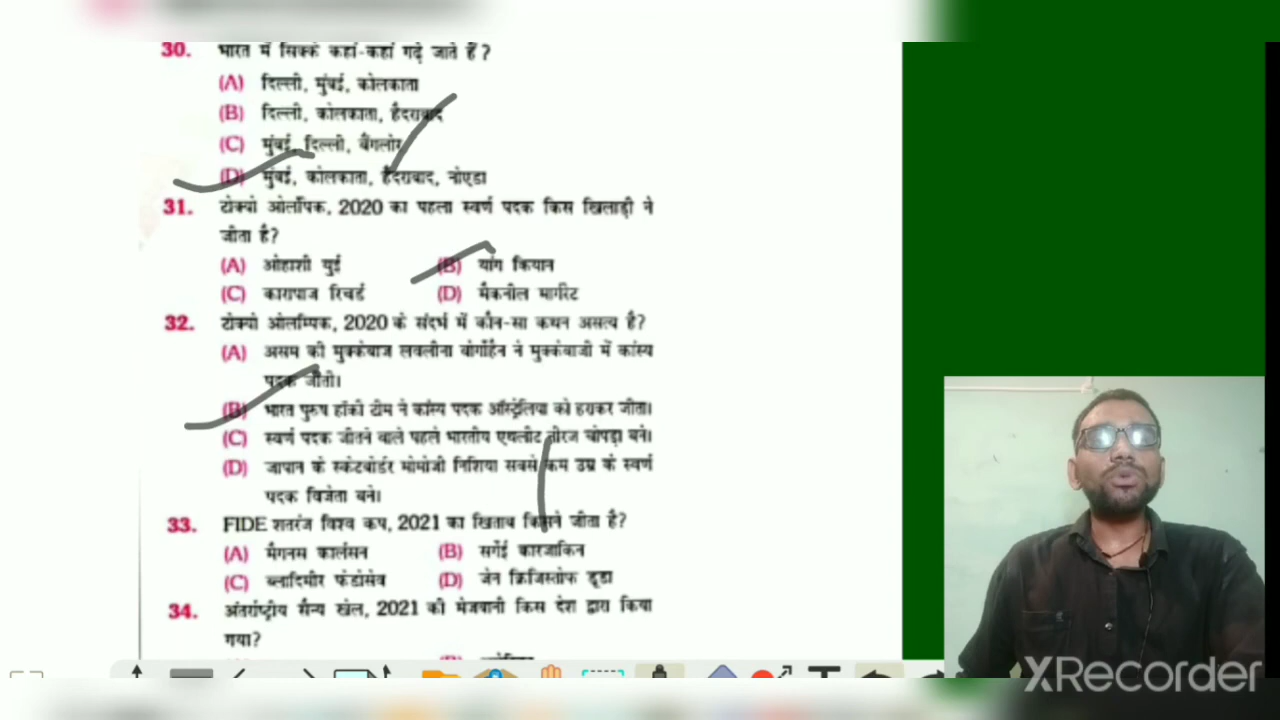 30. भारत में सिक्के कहाँ-कहाँ गढ़े जाते हैं ?
(A) दिल्ली, मुंबई, कोलकाता
(B) दिल्ली, कोलकाता, हैदराबाद
(C) मुंबई, दिल्ली, बैंगलोर
(D) मुंबई, कोलकाता, हैदराबाद, नोएडा
31. टोक्यो ओलंपिक, 2020 का पहला स्वर्ण पदक किस खिलाड़ी ने
जीता है?
(A) ओहाशी युई (B) यांग कियान
(C) कारापाज रिचर्ड (D) मैकनील मार्गरेट
32. टोक्यो ओलम्पिक, 2020 के संदर्भ में कौन-सा कथन असत्य है?
(A) असम की मुक्केबाज लवलीना बोर्गोहेन ने मुक्केबाजी में कांस्य
पदक जीती।
(B) भारत पुरुष हॉकी टीम ने कांस्य पदक ऑस्ट्रेलिया को हराकर जीता।
(C) स्वर्ण पदक जीतने वाले पहले भारतीय एथलीट नीरज चोपड़ा बने।
(D) जापान के स्केटबोर्डर मोमोजी निशिया सबसे कम उम्र के स्वर्ण
पदक विजेता बने।
33. FIDE शतरंज विश्व कप, 2021 का खिताब किसने जीता है?
(A) मैगनस कार्लसन (B) सर्गेई कारजाकिन
(C) ब्लादिमीर फेडोसेव (D) जेन क्रिजिस्तोफ डूडा
34. अंतर्राष्ट्रीय सैन्य खेल, 2021 की मेजबानी किस देश द्वारा किया
गया?
XRecorder